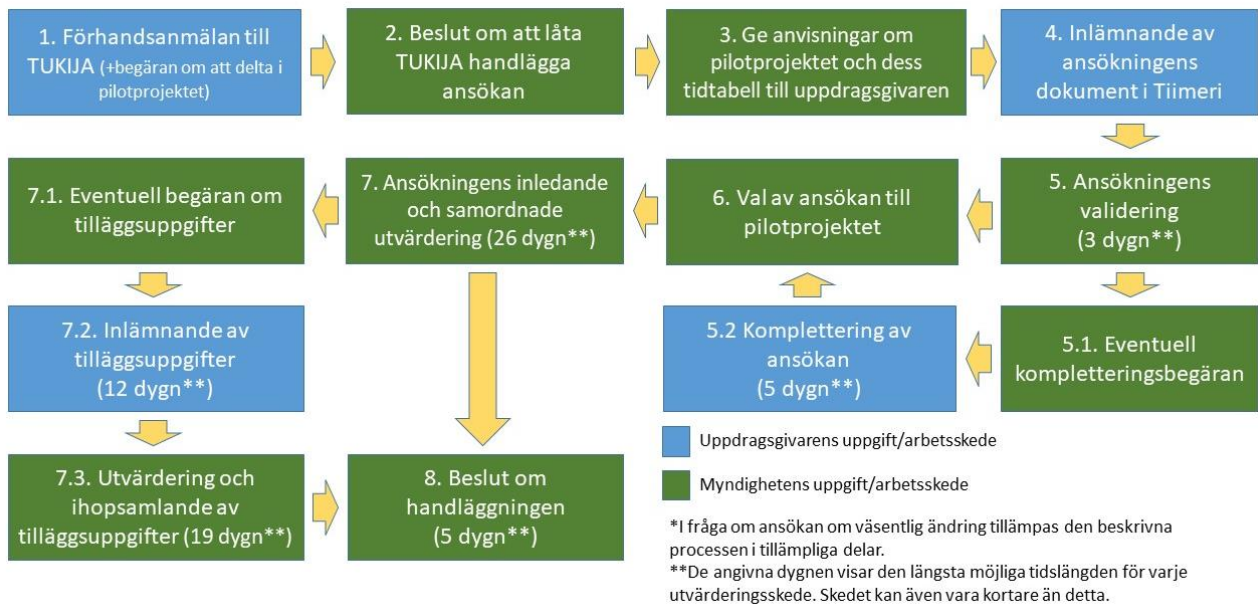 1. Förhandsanmälan till
TUKIJA (+begäran om att delta i
pilotprojektet)
2. Beslut om att låta
TUKIJA handlägga
ansökan
3. Ge anvisningar om
pilotprojektet och dess
tidtabell till uppdragsgivaren
4. Inlämnande av
ansökningens
dokument i Tiimeri
7.1. Eventuell begäran om
tilläggsuppgifter
7. Ansökningens inledande
och samordnade
utvärdering (26 dygn**)
6. Val av ansökan till
pilotprojektet
5. Ansökningens
validering
(3 dygn**)
7.2. Inlämnande av
tilläggsuppgifter
(12 dygn**)
5.2 Komplettering av
ansökan
(5 dygn**)
5.1. Eventuell
kompletteringsbegäran
7.3. Utvärdering och
ihopsamlande av
tilläggsuppgifter (19 dygn**)
8. Beslut om
handläggningen
(5 dygn**)
Uppdragsgivarens uppgift/arbetsskede
Myndighetens uppgift/arbetsskede
*I fråga om ansökan om väsentlig ändring tillämpas den beskrivna
processen i tillämpliga delar.
**De angivna dygnen visar den längsta möjliga tidslängden för varje
utvärderingsskede. Skedet kan även vara kortare än detta.